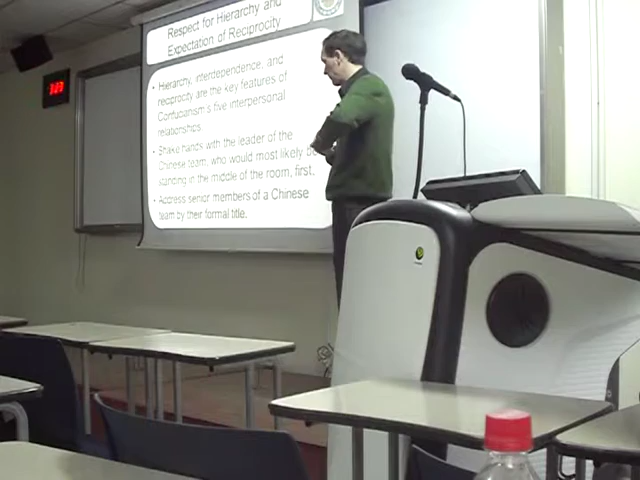 Respect for Hierarchy and
Expectation of Reciprocity
• Hierarchy, interdependence, and
reciprocity are the key features of
Confucianism's five interpersonal
relationships.
• Shake hands with the leader of the
Chinese team, who would most likely be
standing in the middle of the room, first.
• Address senior members of a Chinese
team by their formal title.